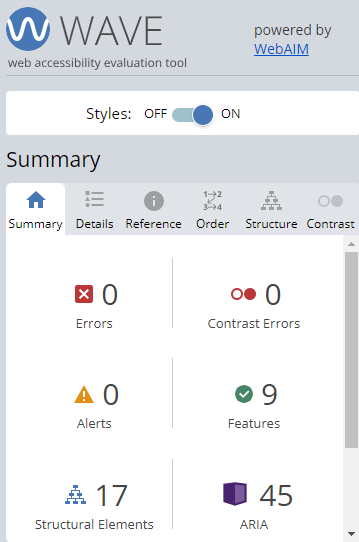 WAVE
web accessibility evaluation tool
powered by
WebAIM
Styles: OFF ON
Summary
Summary Details Reference Order Structure Contrast
0 0
Errors Contrast Errors
0 9
Alerts Features
17 45
Structural Elements ARIA